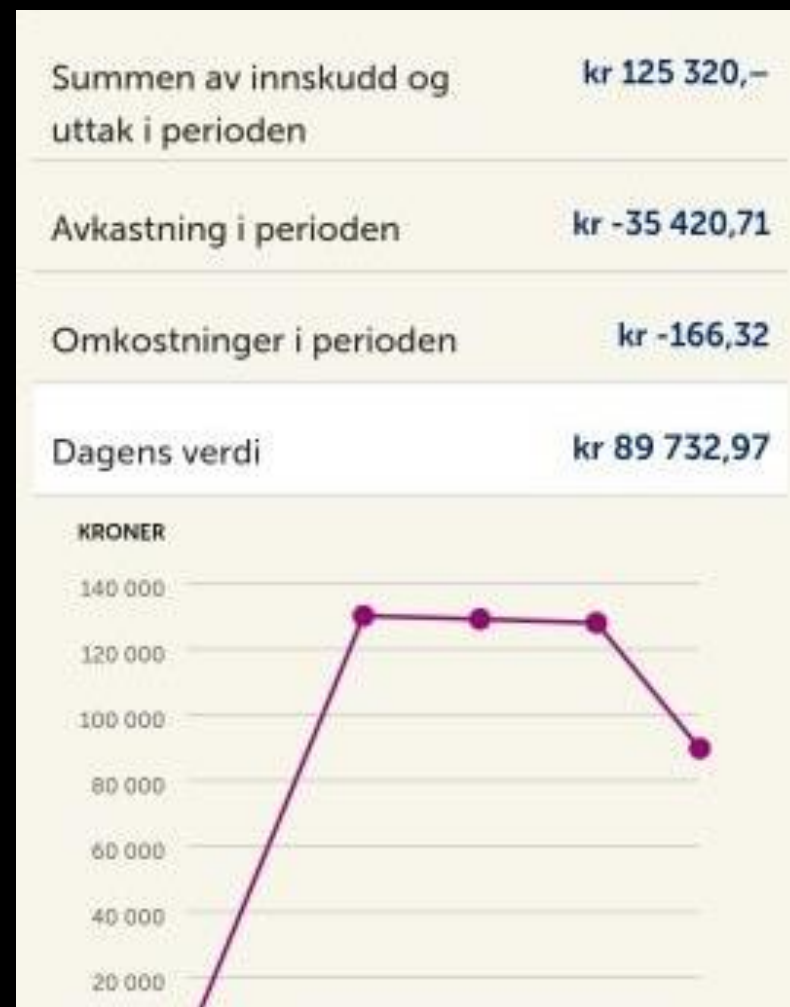 Summen av innskudd og kr 125 320,–
uttak i perioden
Avkastning i perioden kr -35 420,71
Omkostninger i perioden kr -166,32
Dagens verdi kr 89 732,97
KRONER
140 000
120 000
100 000
80 000
60 000
40 000
20 000